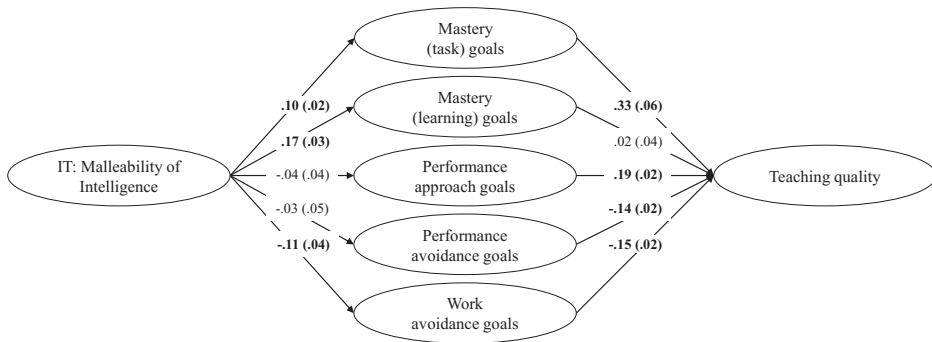 Mastery
(task) goals
.10 (.02)
.33 (.06)
Mastery
(learning) goals
.17 (.03)
.02 (.04)
IT: Malleability of
Intelligence
-.04 (.04)
Performance
approach goals
.19 (.02)
Teaching quality
-.03 (.05)
-.14 (.02)
Performance
avoidance goals
-.11 (.04)
-.15 (.02)
Work
avoidance goals